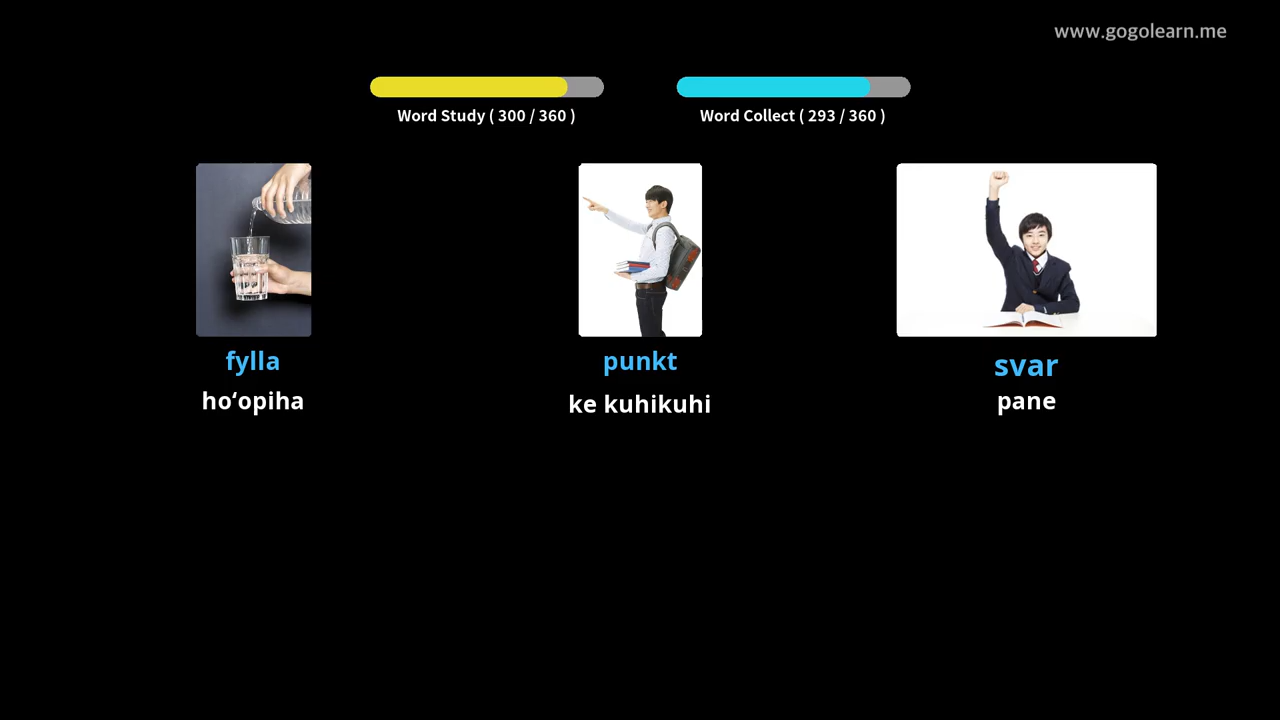 www.gogolearn.me
Word Study ( 300 / 360 )
Word Collect ( 293 / 360 )
fylla
hoʻopiha
punkt
ke kuhikuhi
svar
pane